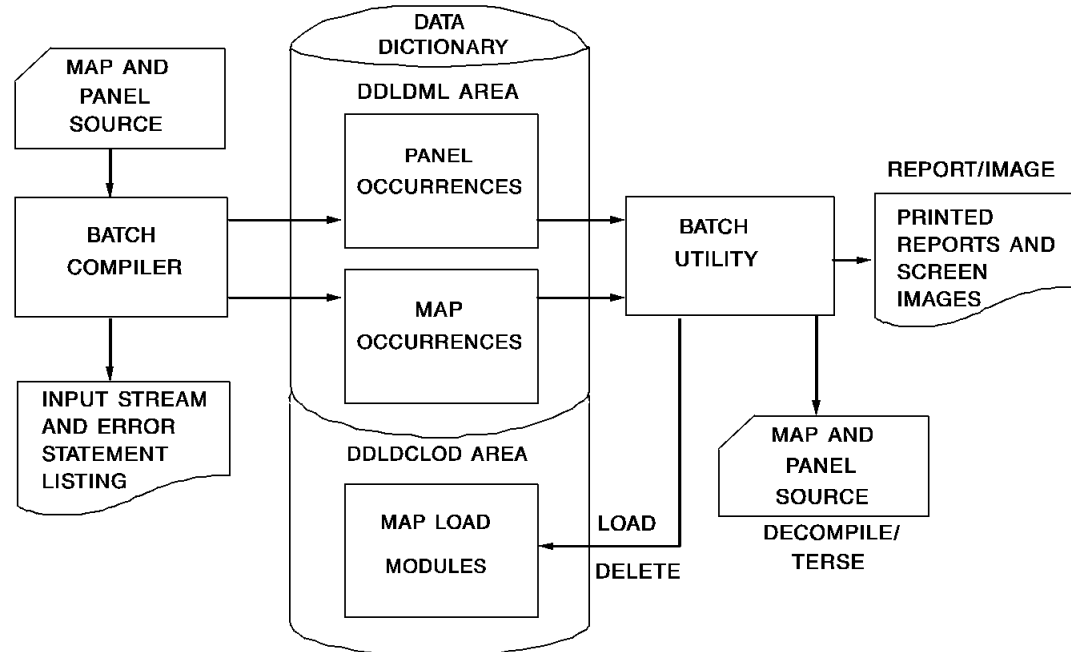 DATA
DICTIONARY
MAP AND
PANEL
SOURCE
DDLDML AREA
PANEL
OCCURRENCES
REPORT/IMAGE
BATCH
COMPILER
BATCH
UTILITY
PRINTED
REPORTS AND
SCREEN
IMAGES
MAP
OCCURRENCES
INPUT STREAM
AND ERROR
STATEMENT
LISTING
DDLDCLOD AREA
MAP AND
PANEL
SOURCE
MAP LOAD
MODULES
LOAD
DELETE
DECOMPILE/
TERSE